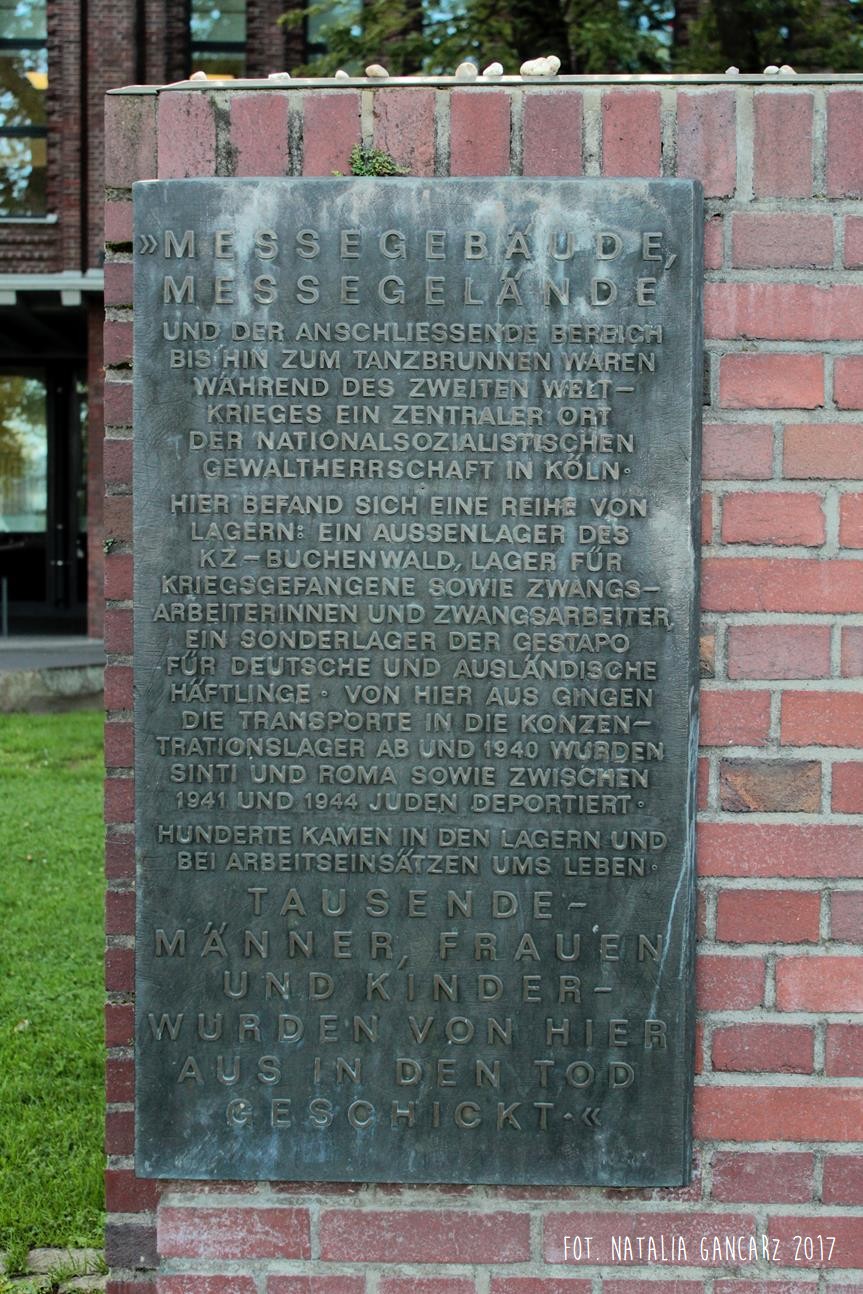 »MESSEGEBÄUDE,
MESSEGELÄNDE
UND DER ANSCHLIESSENDE BEREICH
BIS HIN ZUM TANZBRUNNEN WAREN
WÄHREND DES ZWEITEN WELT-
KRIEGES EIN ZENTRALER ORT
DER NATIONALSOZIALISTISCHEN
GEWALTHERRSCHAFT IN KÖLN·
HIER BEFAND SICH EINE REIHE VON
LAGERN: EIN AUSSENLAGER DES
KZ-BUCHENWALD, LAGER FÜR
KRIEGSGEFANGENE SOWIE ZWANGS-
ARBEITERINNEN UND ZWANGSARBEITER,
EIN SONDERLAGER DER GESTAPO
FÜR DEUTSCHE UND AUSLÄNDISCHE
HÄFTLINGE· VON HIER AUS GINGEN
DIE TRANSPORTE IN DIE KONZEN-
TRATIONSLAGER AB UND 1940 WURDEN
SINTI UND ROMA SOWIE ZWISCHEN
1941 UND 1944 JUDEN DEPORTIERT·
HUNDERTE KAMEN IN DEN LAGERN UND
BEI ARBEITSEINSÄTZEN UMS LEBEN·
TAUSENDE-
MÄNNER, FRAUEN
UND KINDER-
WURDEN VON HIER
AUS IN DEN TOD
GESCHICKT·«
FOT. NATALIA GANCARZ 2017